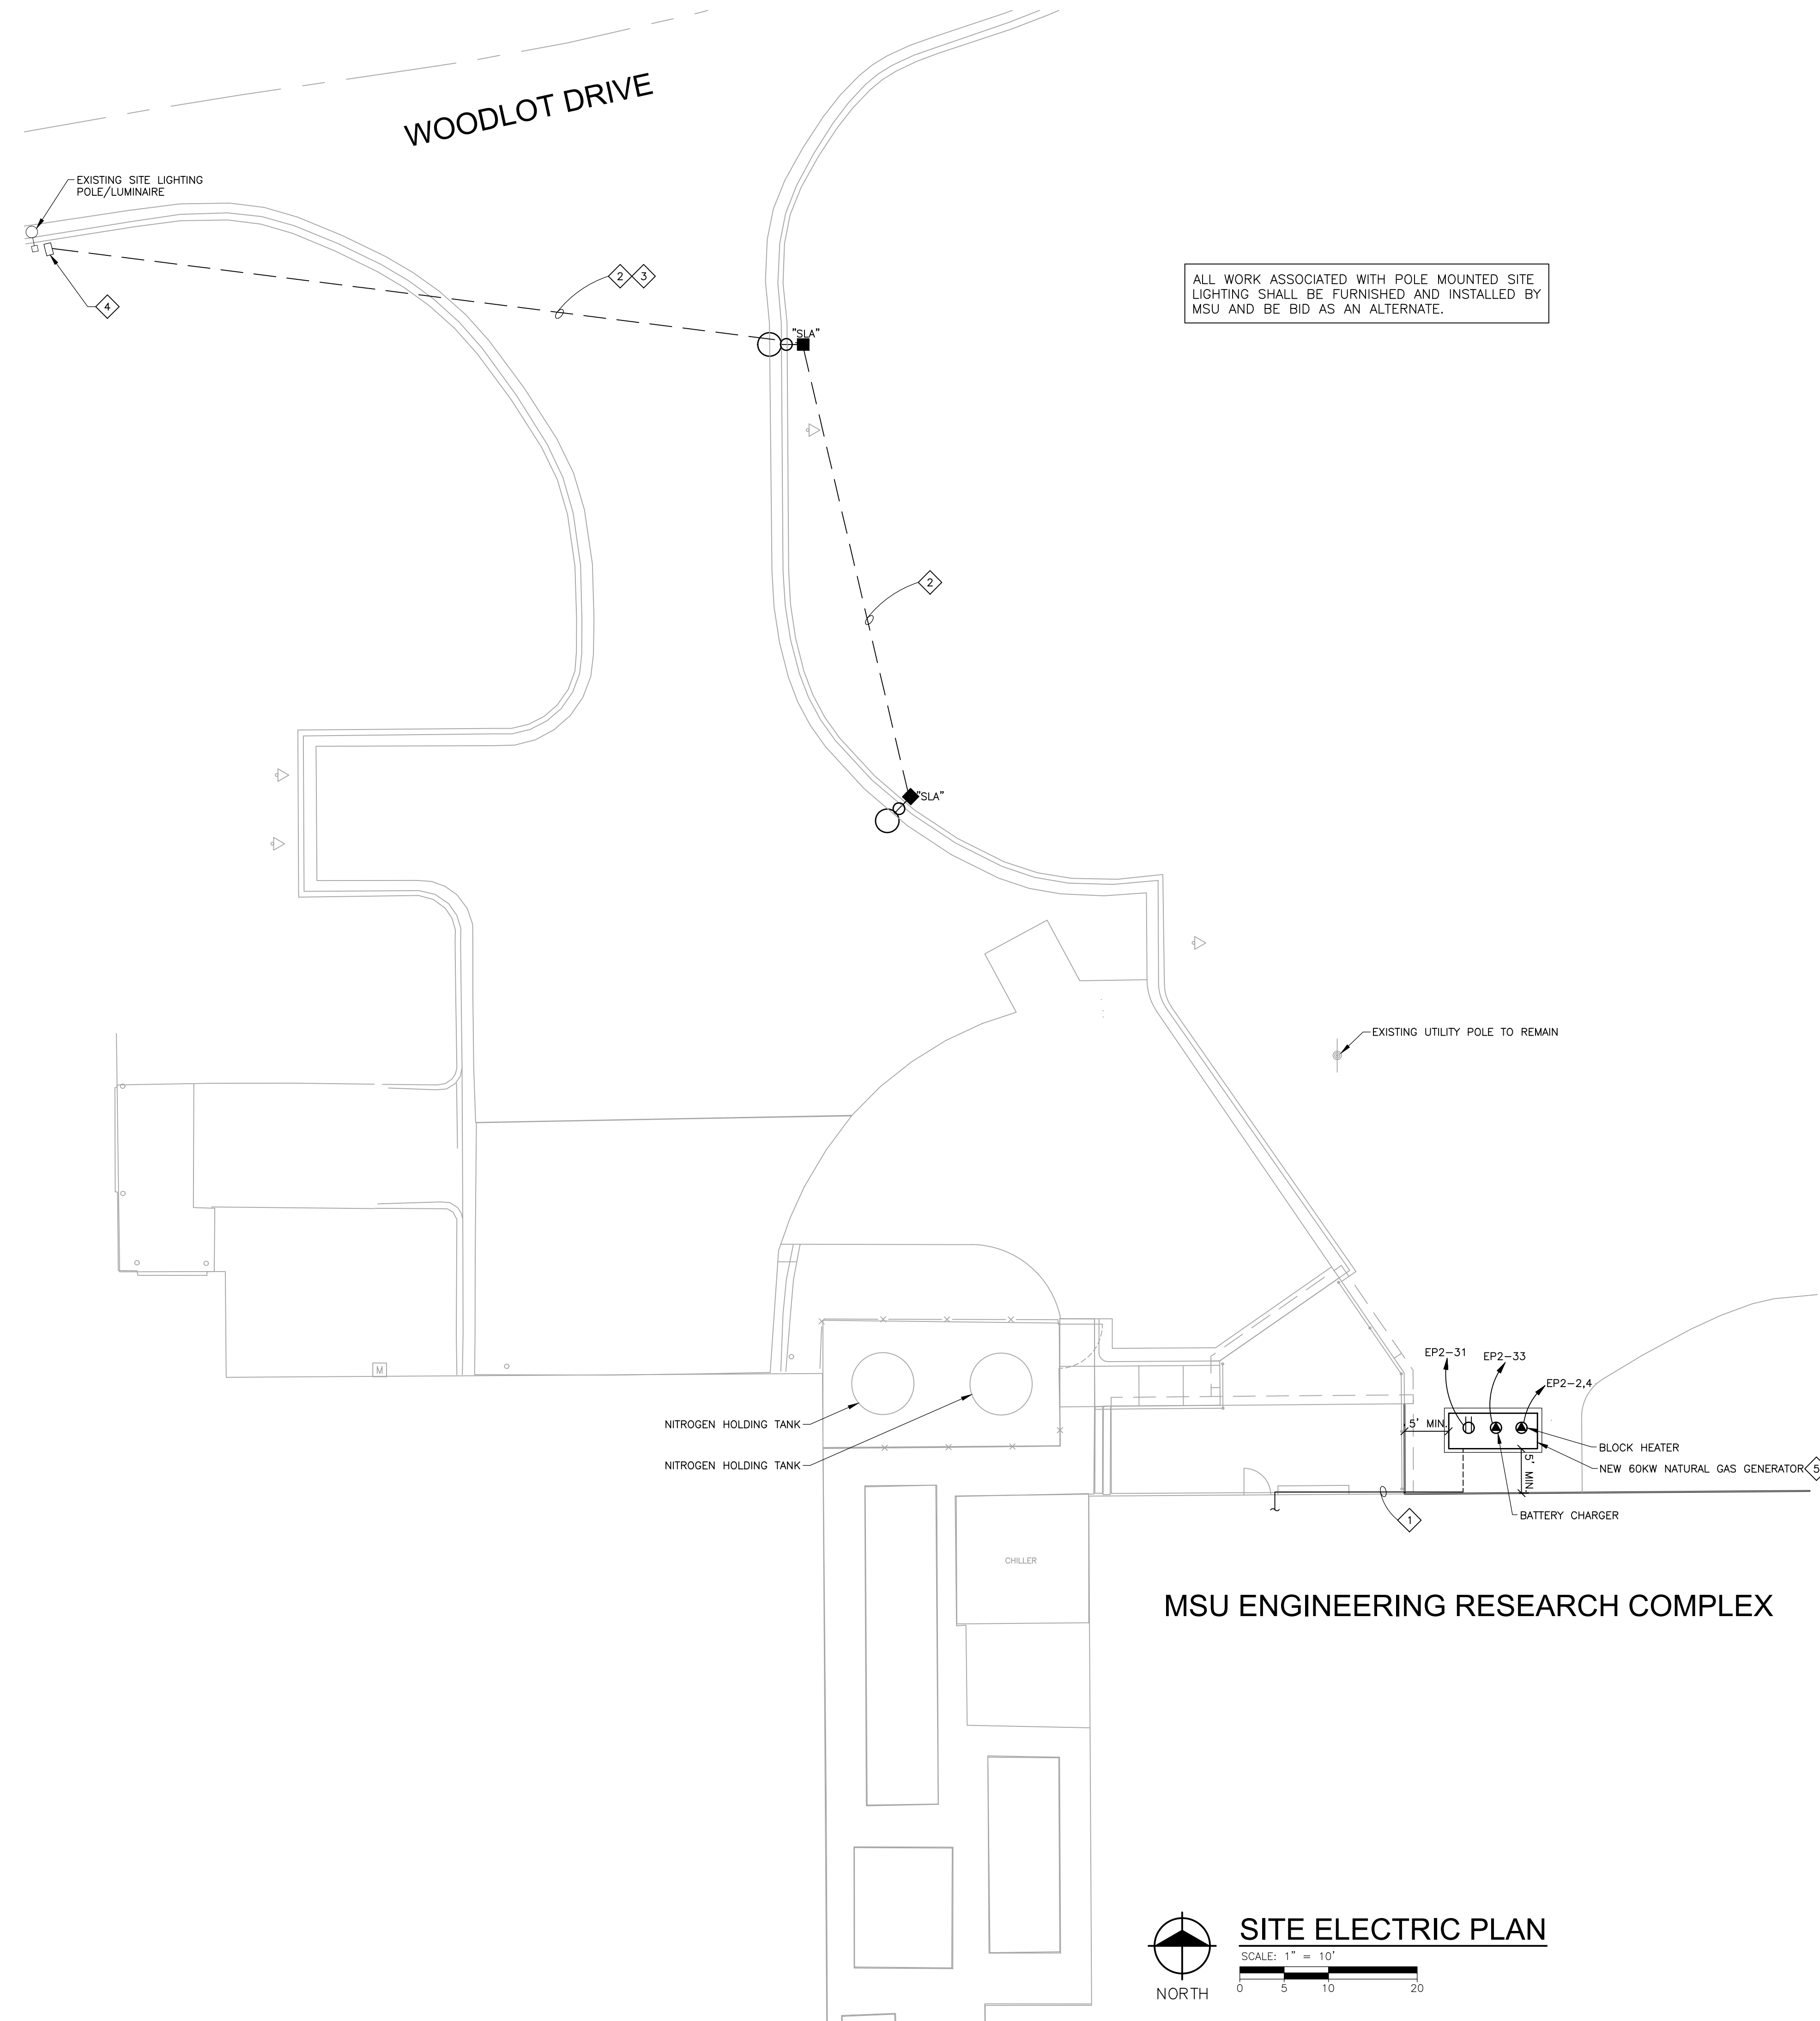 WOODLOT DRIVE
EXISTING SITE LIGHTING
POLE/LUMINAIRE
2
3
4
ALL WORK ASSOCIATED WITH POLE MOUNTED SITE
LIGHTING SHALL BE FURNISHED AND INSTALLED BY
MSU AND BE BID AS AN ALTERNATE.
"SLA"
2
"SLA"
EXISTING UTILITY POLE TO REMAIN
EP2-31
EP2-33
EP2-2,4
M
NITROGEN HOLDING TANK
NITROGEN HOLDING TANK
5' MIN.
5' MIN.
BLOCK HEATER
NEW 60KW NATURAL GAS GENERATOR
5
BATTERY CHARGER
1
CHILLER
MSU ENGINEERING RESEARCH COMPLEX
SITE ELECTRIC PLAN
SCALE: 1" = 10'
NORTH
0 5 10 20